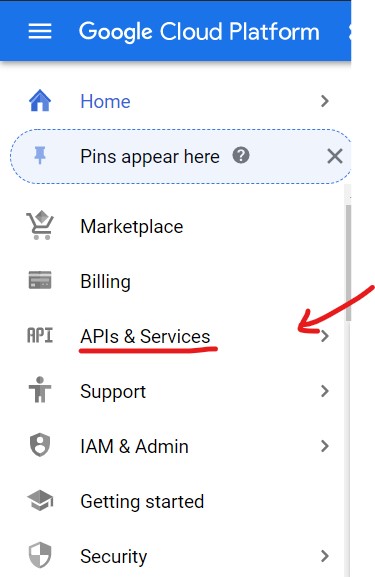 Google Cloud Platform
Home
Pins appear here ?
Marketplace
Billing
API APIs & Services
Support
IAM & Admin
Getting started
Security